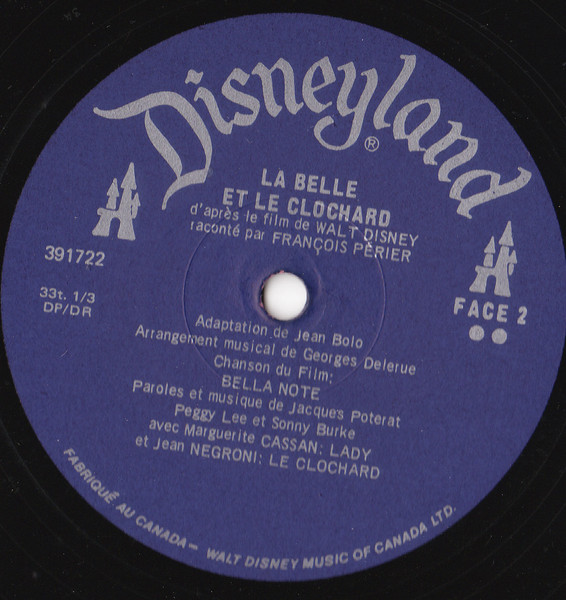 Disneyland
®
LA BELLE
ET LE CLOCHARD
d'après le film de WALT DISNEY
raconté par FRANÇOIS PÈRIER
391722
33t. 1/3
DP/DR
FACE 2
Adaptation de Jean Bolo
Arrangement musical de Georges Delerue
Chanson du Film:
BELLA NOTE
Paroles et musique de Jacques Poterat
Peggy Lee et Sonny Burke
avec Marguerite CASSAN: LADY
et Jean NEGRONI: LE CLOCHARD
FABRIQUÉ AU CANADA – WALT DISNEY MUSIC OF CANADA LTD.